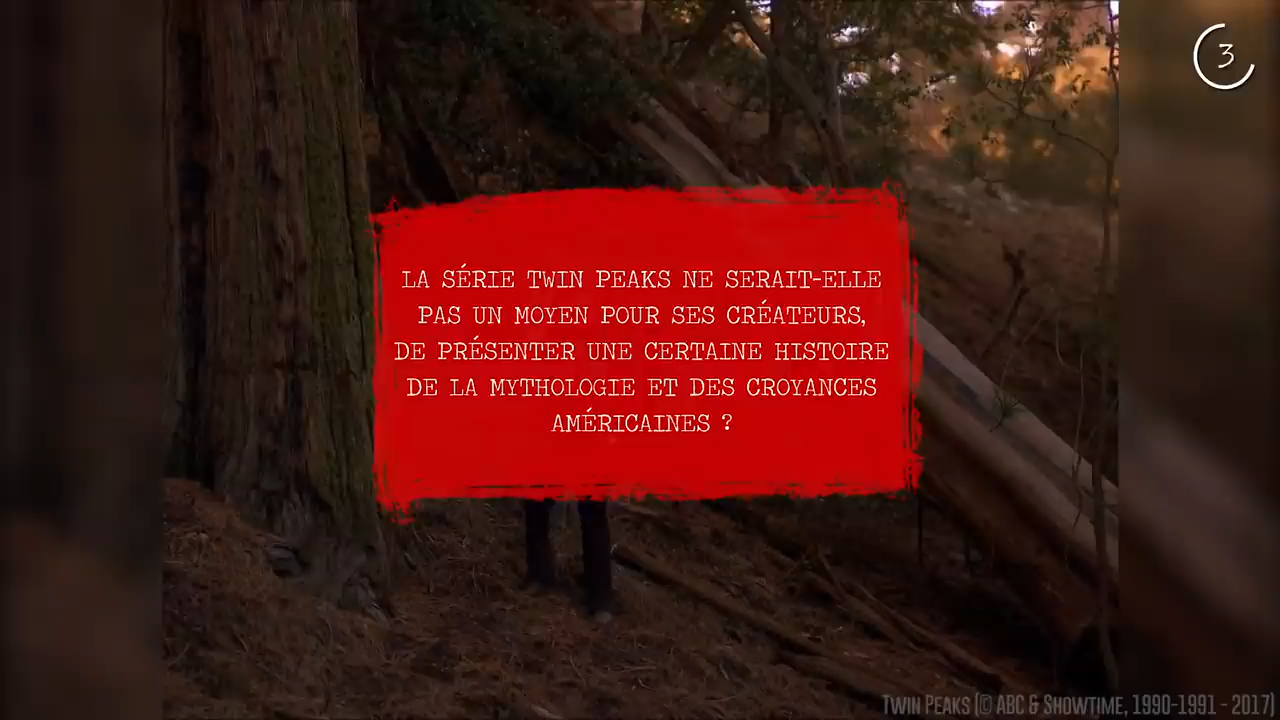 3
LA SÉRIE TWIN PEAKS NE SERAIT-ELLE
PAS UN MOYEN POUR SES CRÉATEURS,
DE PRÉSENTER UNE CERTAINE HISTOIRE
DE LA MYTHOLOGIE ET DES CROYANCES
AMÉRICAINES ?
TWIN PEAKS (© ABC & SHOWTIME, 1990-1991 - 2017)